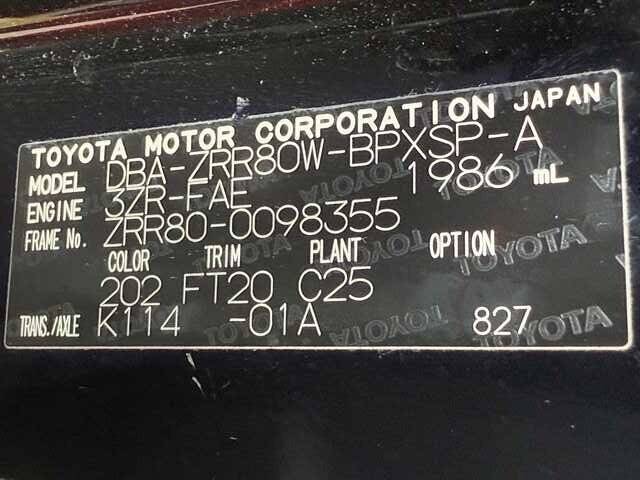 TOYOTA MOTOR CORPORATION JAPAN
MODEL DBA-ZRR80W-BPXSP-A
ENGINE 3ZR-FAE 1986 mL
FRAME No. ZRR80-0098355
COLOR TRIM PLANT OPTION
202 FT20 C25
TRANS./AXLE K114 -01A 827